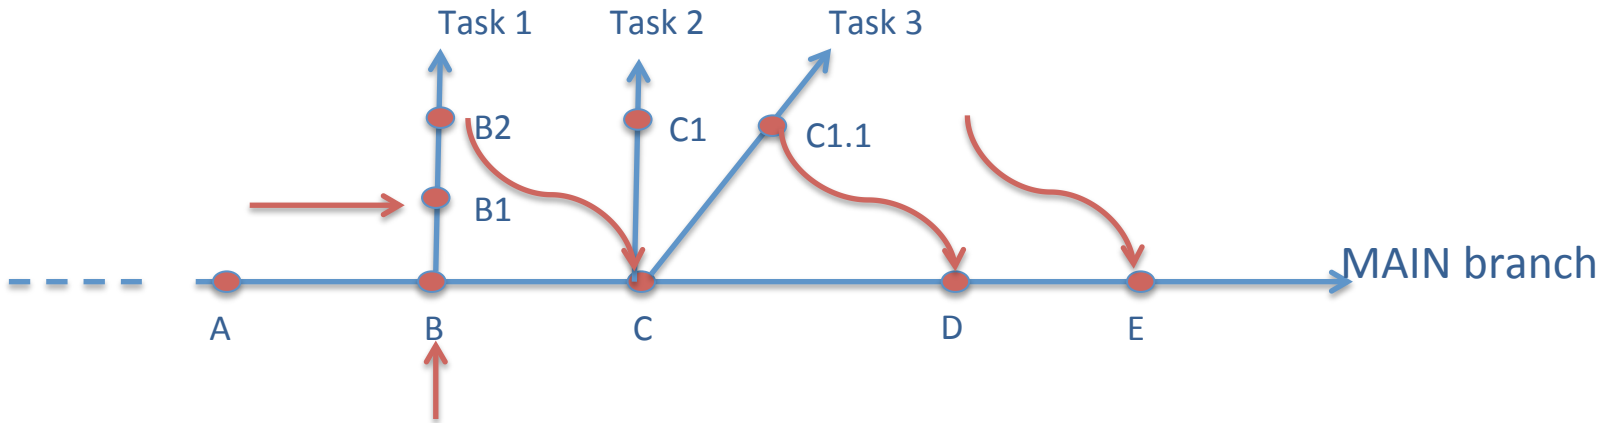 Task 1
Task 2
Task 3
B2
C1
C1.1
B1
MAIN branch
A
B
C
D
E